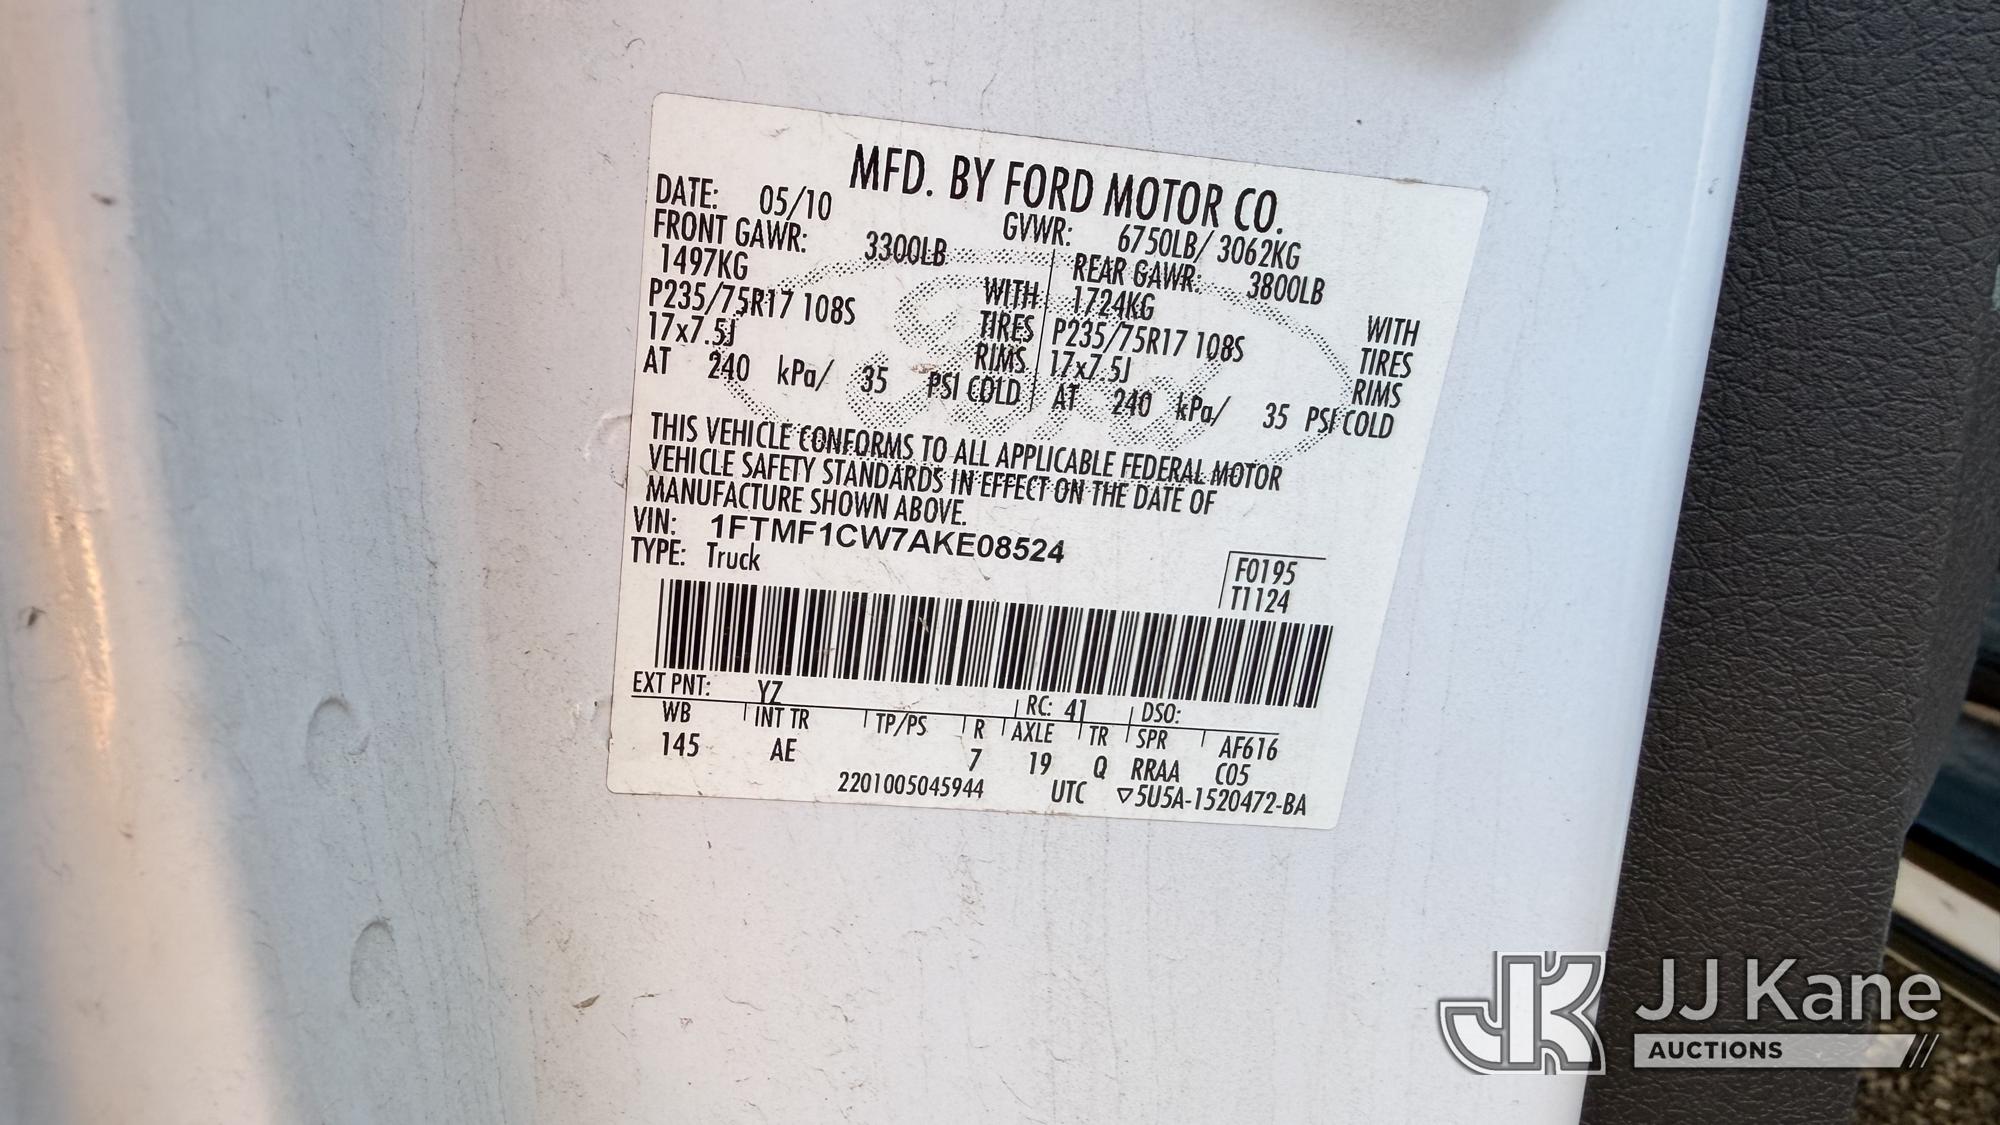 MFD. BY FORD MOTOR CO.
DATE: 05/10 GVWR: 6750LB/ 3062KG
FRONT GAWR: 3300LB REAR GAWR: 3800LB
1497KG WITH 1724KG WITH
P235/75R17 108S TIRES P235/75R17 108S TIRES
17x7.5J RIMS 17x7.5J RIMS
AT 240 kPa/ 35 PSI COLD AT 240 kPa/ 35 PSI COLD
THIS VEHICLE CONFORMS TO ALL APPLICABLE FEDERAL MOTOR
VEHICLE SAFETY STANDARDS IN EFFECT ON THE DATE OF
MANUFACTURE SHOWN ABOVE.
VIN: 1FTMF1CW7AKE08524
TYPE: Truck
F0195
T1124
EXT PNT: YZ RC: 41 DSO:
WB INT TR TP/PS R AXLE TR SPR AF616
145 AE 7 19 Q RRAA C05
2201005045944 UTC ▽5U5A-1520472-BA
JK JJ Kane
AUCTIONS